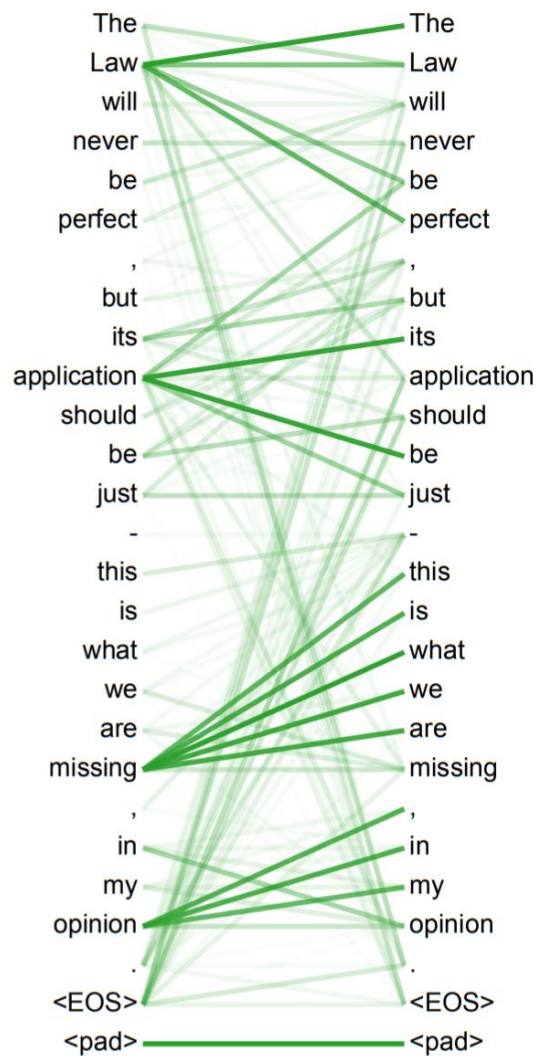 The The
Law Law
will will
never never
be be
perfect perfect
, ,
but but
its its
application application
should should
be be
just just
- -
this this
is is
what what
we we
are are
missing missing
, ,
in in
my my
opinion opinion
. .
<EOS> <EOS>
<pad> <pad>